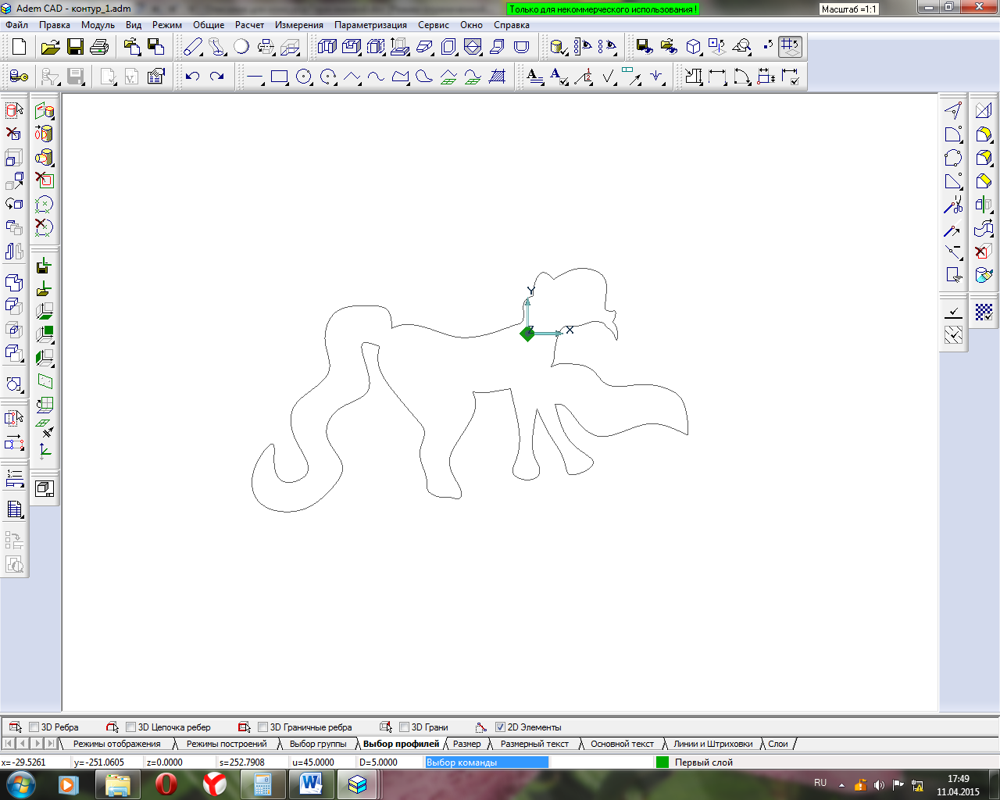 Adem CAD - контур_1.adm
Только для некоммерческого использования !
Масштаб =1:1
Файл Правка Модуль Вид Режим Общие Расчет Измерения Параметризация Сервис Окно Справка
Y
Z X
3D Ребра 3D Цепочка ребер 3D Граничные ребра 3D Грани 2D Элементы
Режимы отображения Режимы построений Выбор группы Выбор профилей Размер Размерный текст Основной текст Линии и Штриховки Слои
x=-29.5261 y=-251.0605 z=0.0000 s=252.7908 u=45.0000 D=5.0000 Выбор команды Первый слой
RU 17:49
11.04.2015